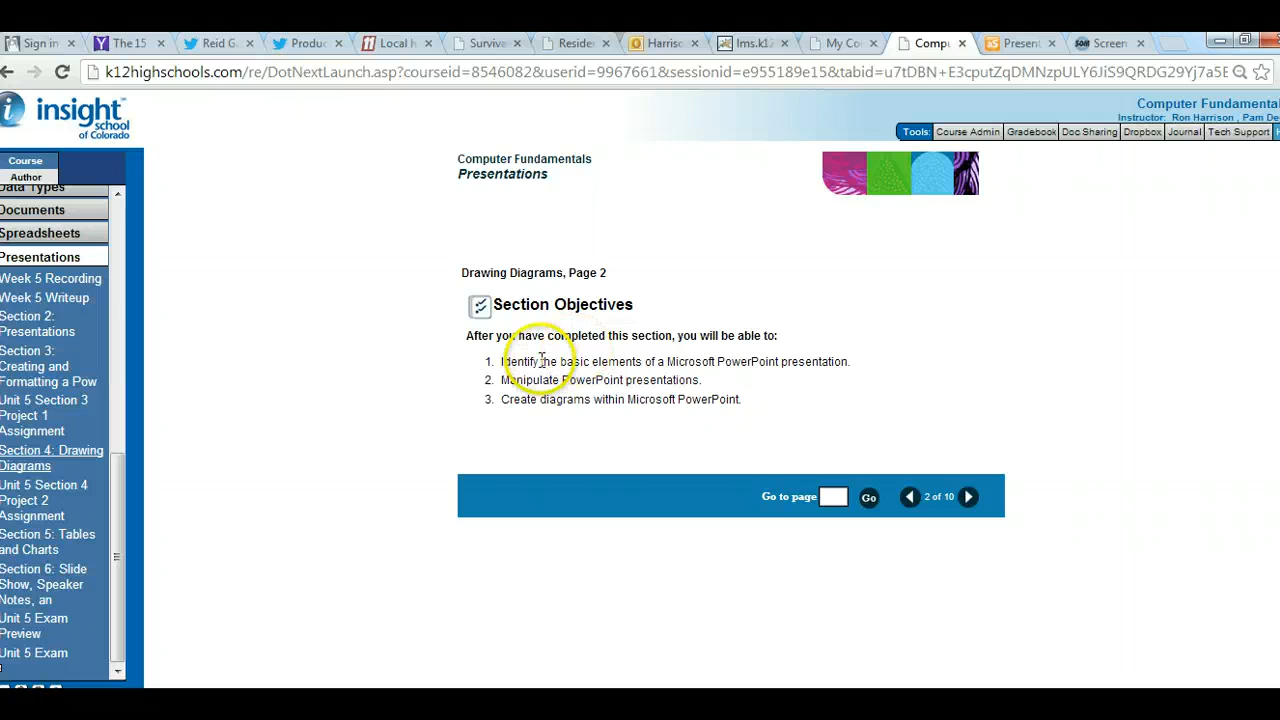 Sign in
The 15
Reid G
Produc
Local h
Surviva
Reside
Harriso
lms.k12
My Co
Compu
Present
Screen
k12highschools.com/re/DotNextLaunch.asp?courseid=8546082&userid=9967661&sessionid=e955189e15&tabid=u7tDBN+E3cputZqDMNzpULY6JiS9QRDG29Yj7a5E
insight
school
of Colorado
Computer Fundamenta
Instructor: Ron Harrison , Pam De
Tools: Course Admin Gradebook Doc Sharing Dropbox Journal Tech Support
Course
Author
Data Types
Documents
Spreadsheets
Presentations
Week 5 Recording
Week 5 Writeup
Section 2:
Presentations
Section 3:
Creating and
Formatting a Pow
Unit 5 Section 3
Project 1
Assignment
Section 4: Drawing
Diagrams
Unit 5 Section 4
Project 2
Assignment
Section 5: Tables
and Charts
Section 6: Slide
Show, Speaker
Notes, an
Unit 5 Exam
Preview
Unit 5 Exam
Computer Fundamentals
Presentations
Drawing Diagrams, Page 2
Section Objectives
After you have completed this section, you will be able to:
1. Identify the basic elements of a Microsoft PowerPoint presentation.
2. Manipulate PowerPoint presentations.
3. Create diagrams within Microsoft PowerPoint.
Go to page Go 2 of 10